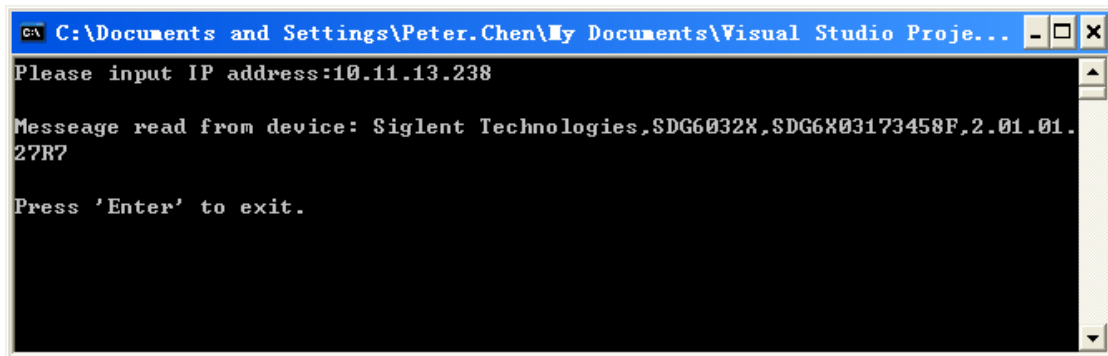 C:\Documents and Settings\Peter.Chen\My Documents\Visual Studio Proje...
Please input IP address:10.11.13.238
Messeage read from device: Siglent Technologies,SDG6032X,SDG6X03173458F,2.01.01.
27R7
Press 'Enter' to exit.